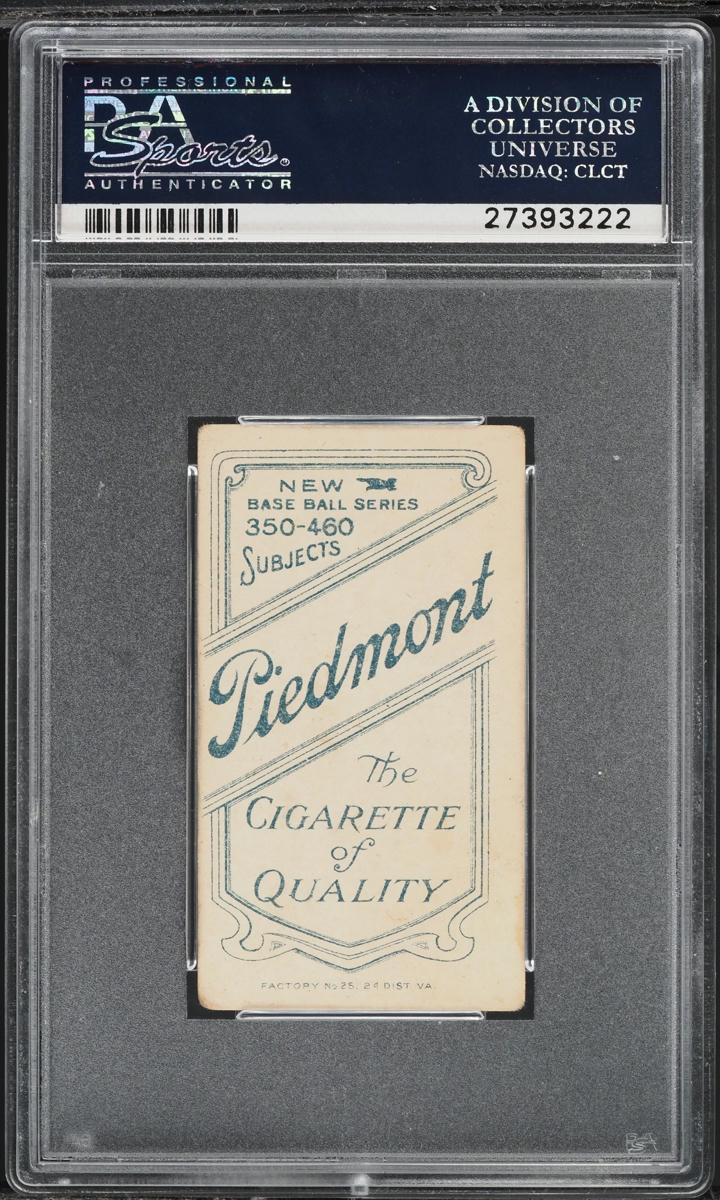 PROFESSIONAL
PSA
Sports
AUTHENTICATOR
A DIVISION OF
COLLECTORS
UNIVERSE
NASDAQ: CLCT
27393222
NEW
BASE BALL SERIES
350-460
SUBJECTS
Piedmont
The
CIGARETTE
of
QUALITY
FACTORY No 25, 2d DIST. VA.
PSA